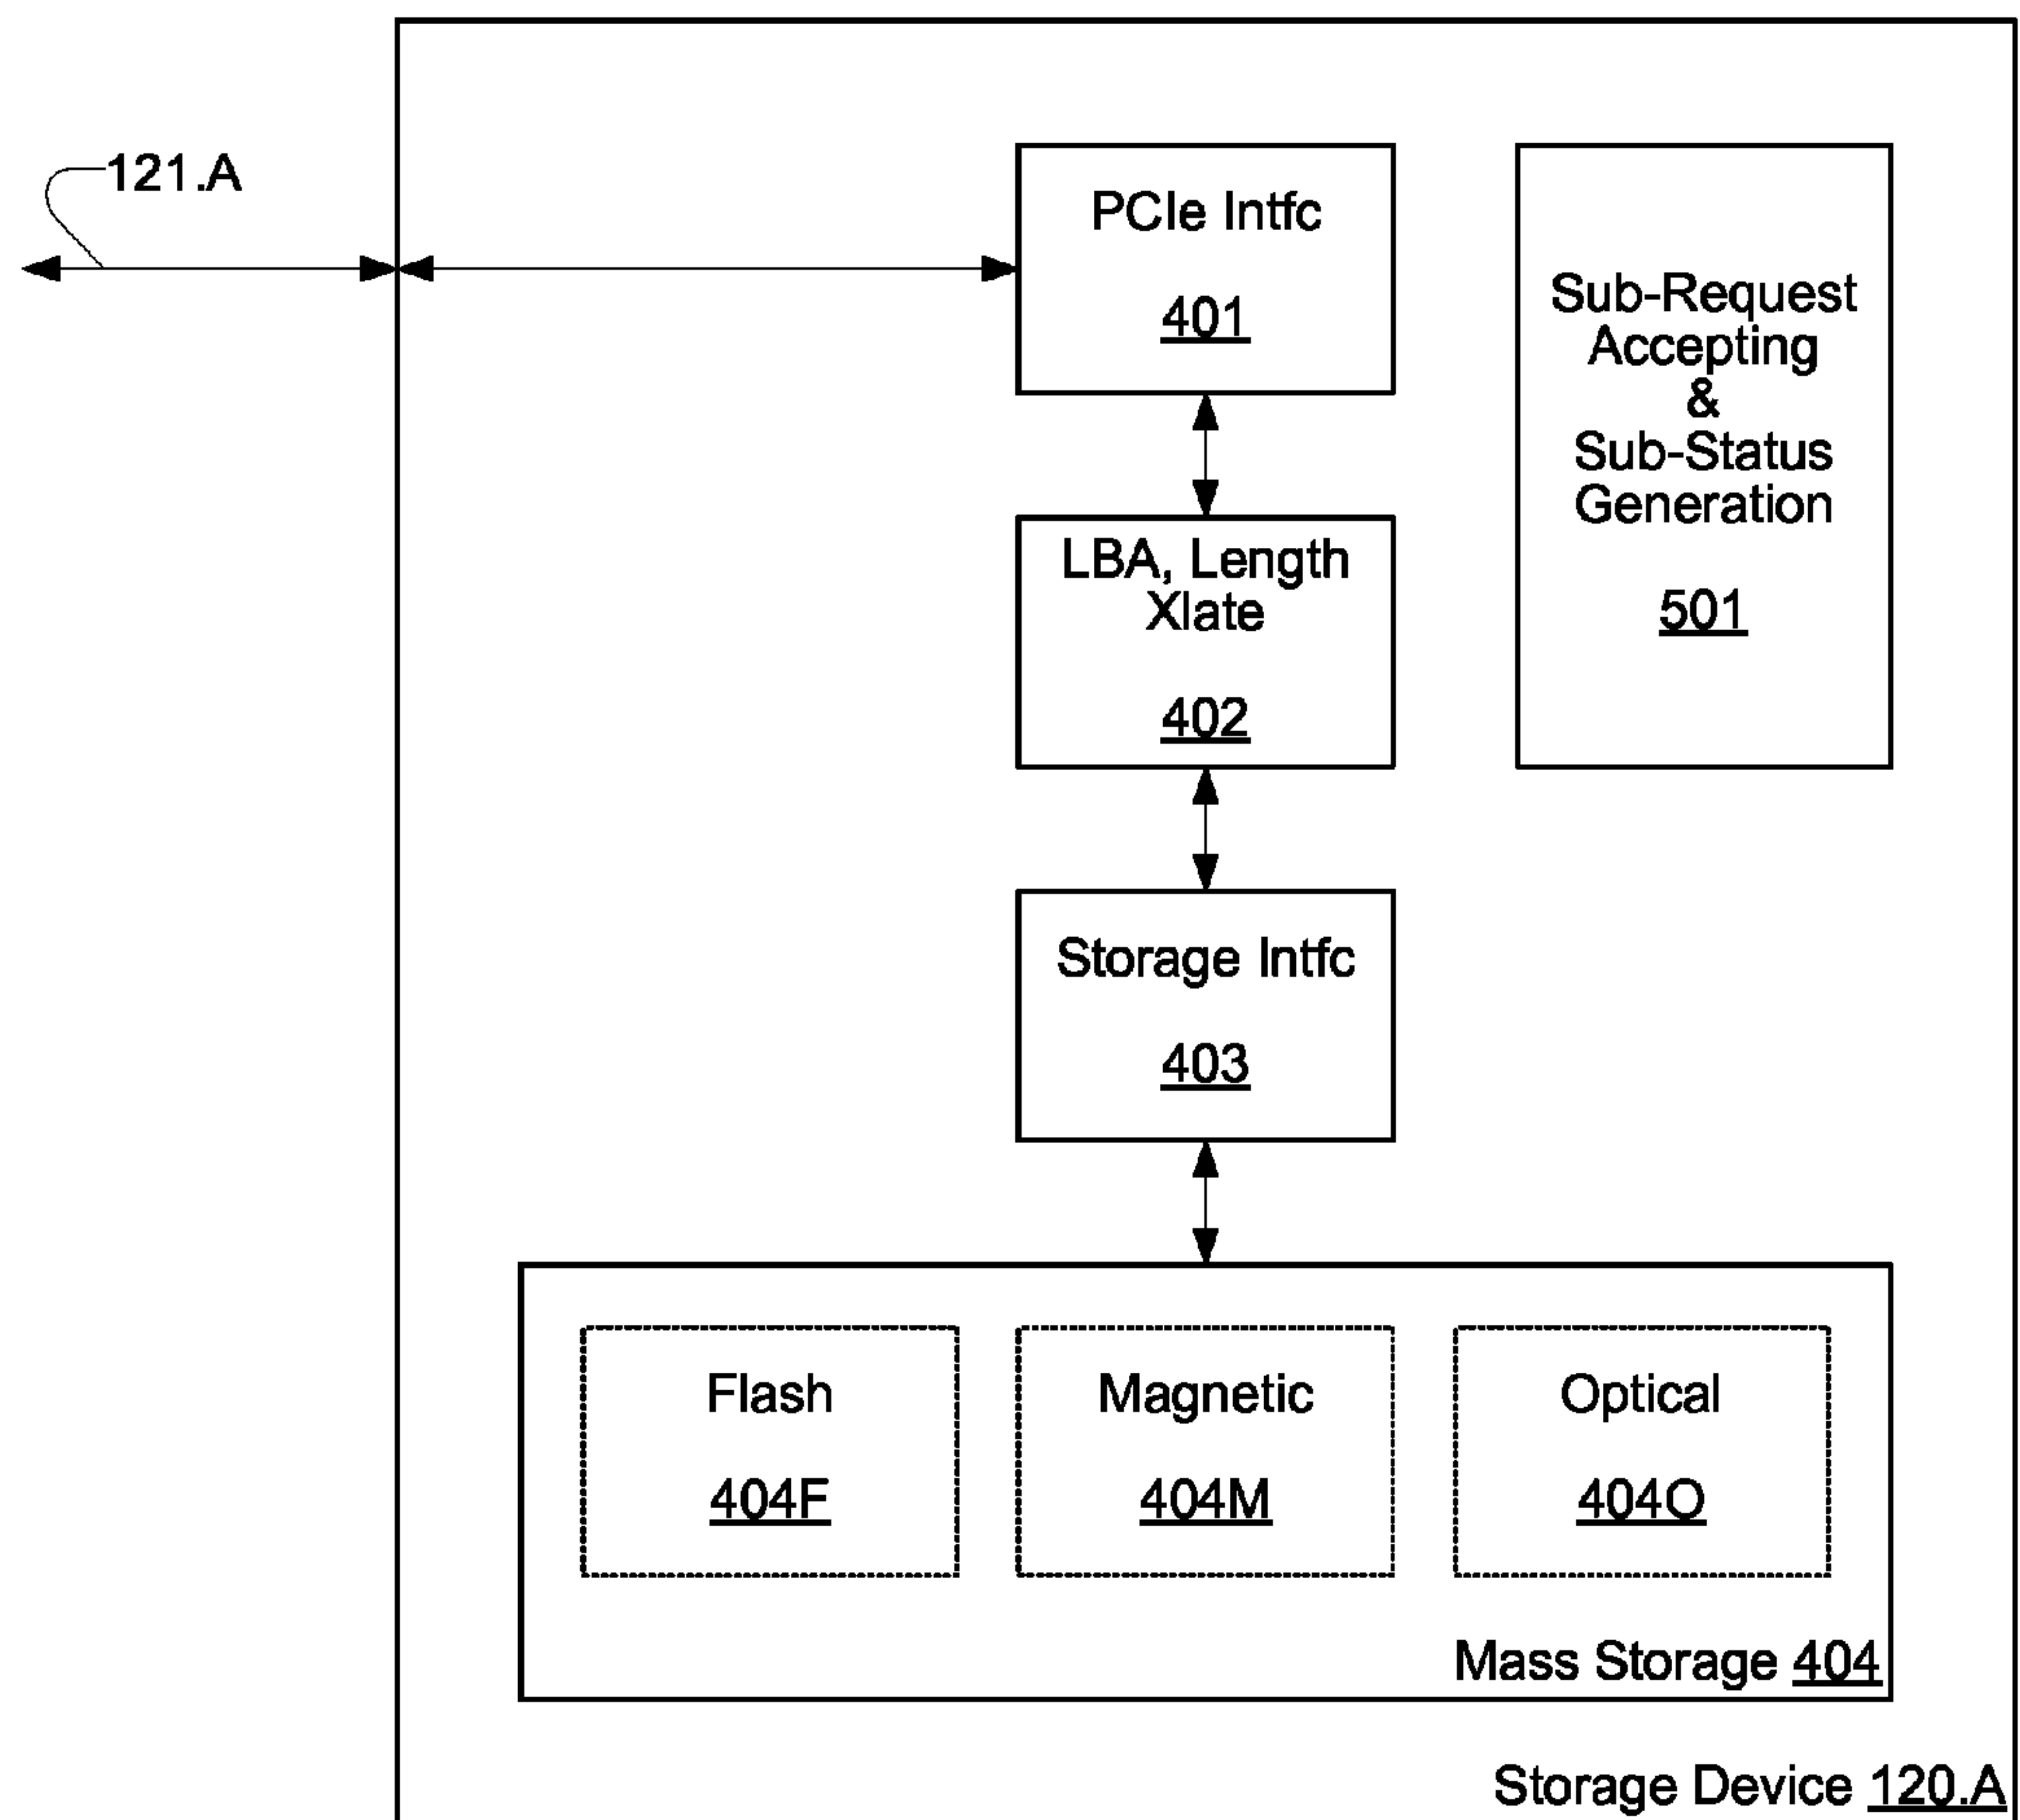 121.A
PCIe Intfc
401
Sub-Request
Accepting
&
Sub-Status
Generation
501
LBA, Length
Xlate
402
Storage Intfc
403
Flash
404F
Magnetic
404M
Optical
404O
Mass Storage 404
Storage Device 120.A